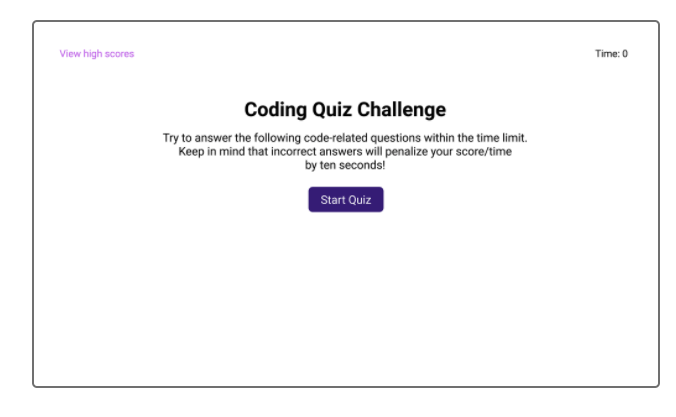 View high scores
Time: 0
Coding Quiz Challenge
Try to answer the following code-related questions within the time limit.
Keep in mind that incorrect answers will penalize your score/time
by ten seconds!
Start Quiz